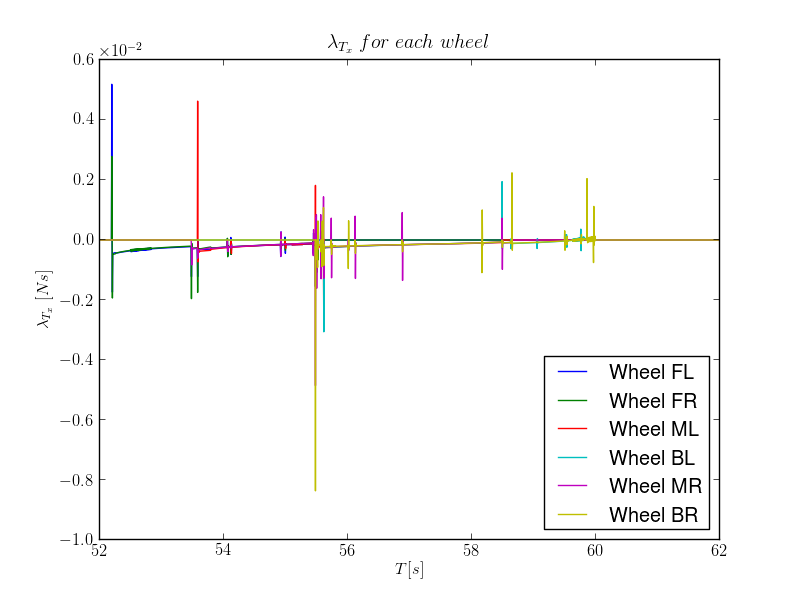 λ_{T_x} for each wheel
×10^{−2}
0.6
0.4
0.2
0.0
−0.2
−0.4
−0.6
−0.8
−1.0
λ_{T_x} [Ns]
52
54
56
58
60
62
T[s]
Wheel FL
Wheel FR
Wheel ML
Wheel BL
Wheel MR
Wheel BR